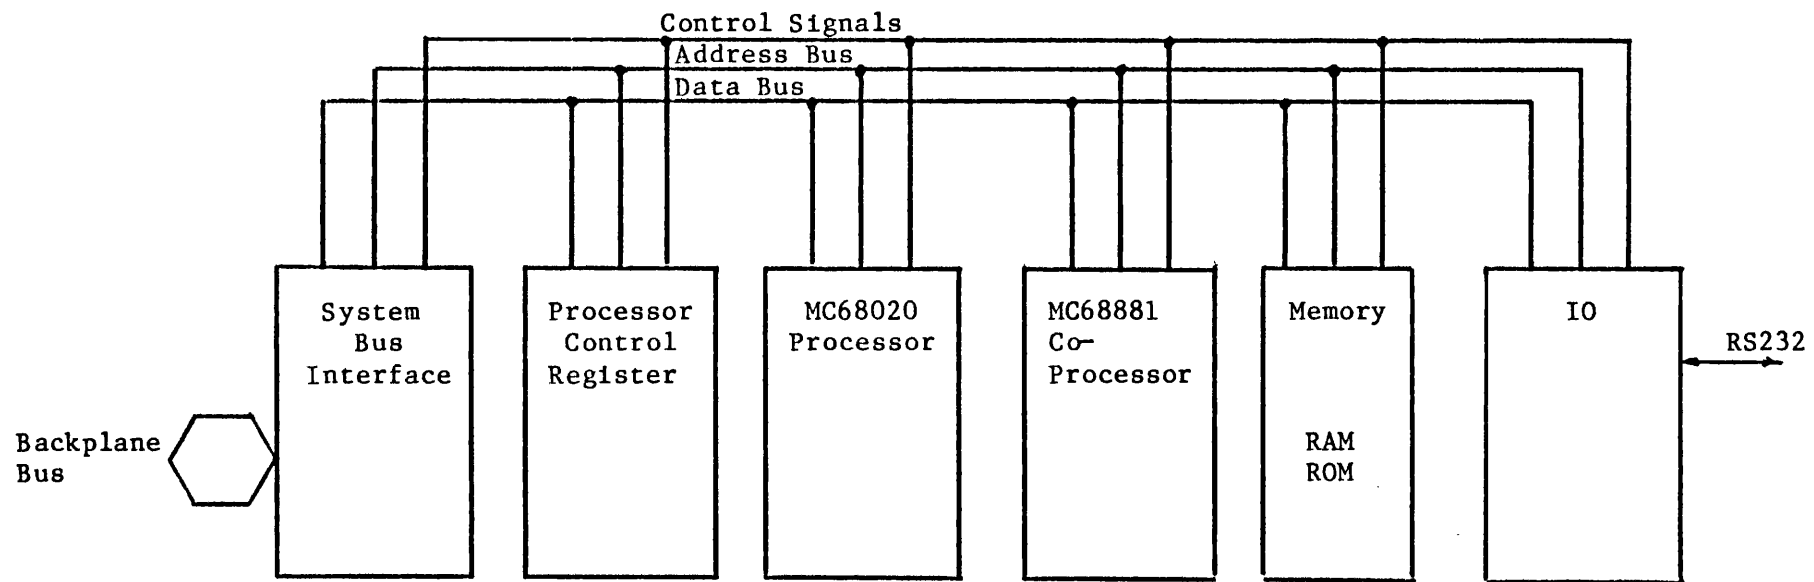 Control Signals
Address Bus
Data Bus
System
Bus
Interface
Processor
Control
Register
MC68020
Processor
MC68881
Co-
Processor
Memory
RAM
ROM
IO
RS232
Backplane
Bus